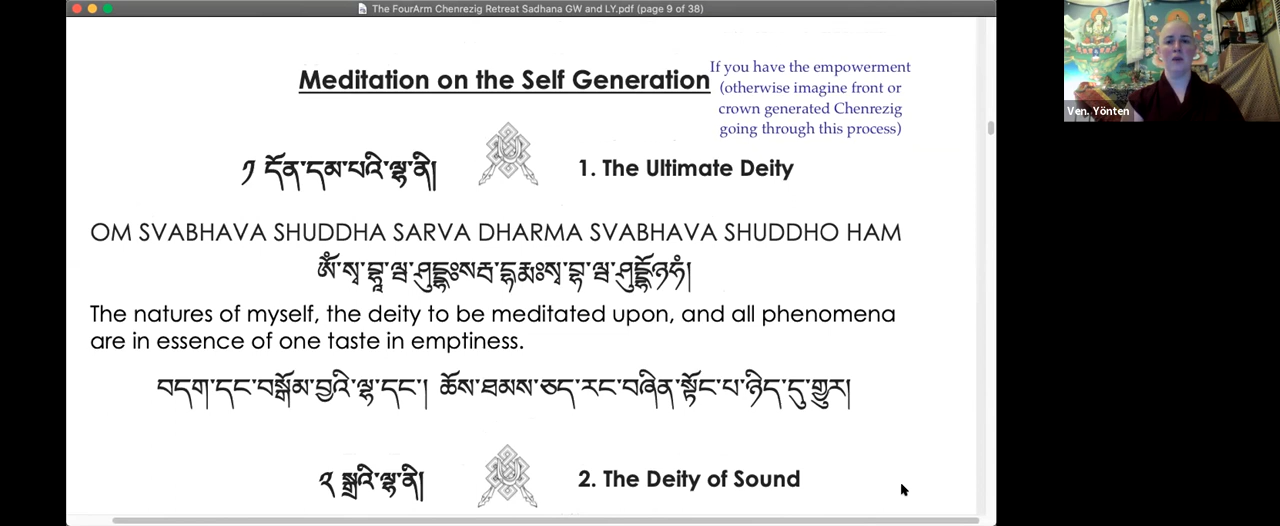 The FourArm Chenrezig Retreat Sadhana GW and LY.pdf (page 9 of 38)
Meditation on the Self Generation
If you have the empowerment
(otherwise imagine front or
crown generated Chenrezig
going through this process)
༡ དོན་དམ་པའི་ལྷ་ནི།
1. The Ultimate Deity
OM SVABHAVA SHUDDHA SARVA DHARMA SVABHAVA SHUDDHO HAM
The natures of myself, the deity to be meditated upon, and all phenomena
are in essence of one taste in emptiness.
བདག་དང་བསྒོམ་བྱའི་ལྷ་དང་། ཆོས་ཐམས་ཅད་རང་བཞིན་སྟོང་པ་ཉིད་དུ་གྱུར།
༢ སྒྲའི་ལྷ་ནི།
2. The Deity of Sound
Ven. Yönten